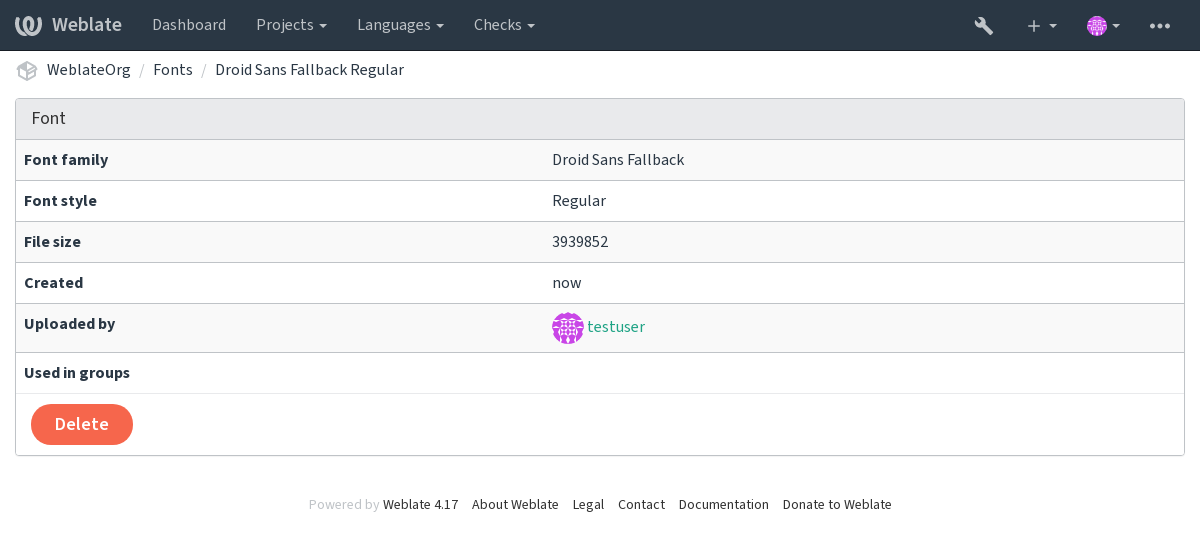 Weblate Dashboard Projects Languages Checks
WeblateOrg / Fonts / Droid Sans Fallback Regular
Font
Font family Droid Sans Fallback
Font style Regular
File size 3939852
Created now
Uploaded by testuser
Used in groups
Delete
Powered by Weblate 4.17 About Weblate Legal Contact Documentation Donate to Weblate